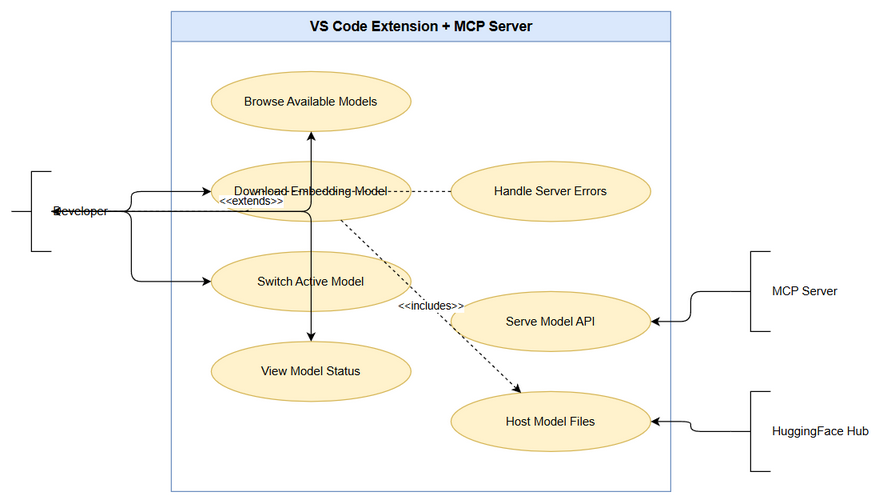 VS Code Extension + MCP Server
Browse Available Models
Download Embedding Model
Handle Server Errors
<<extends>>
Developer
Switch Active Model
MCP Server
<<includes>>
Serve Model API
View Model Status
Host Model Files
HuggingFace Hub